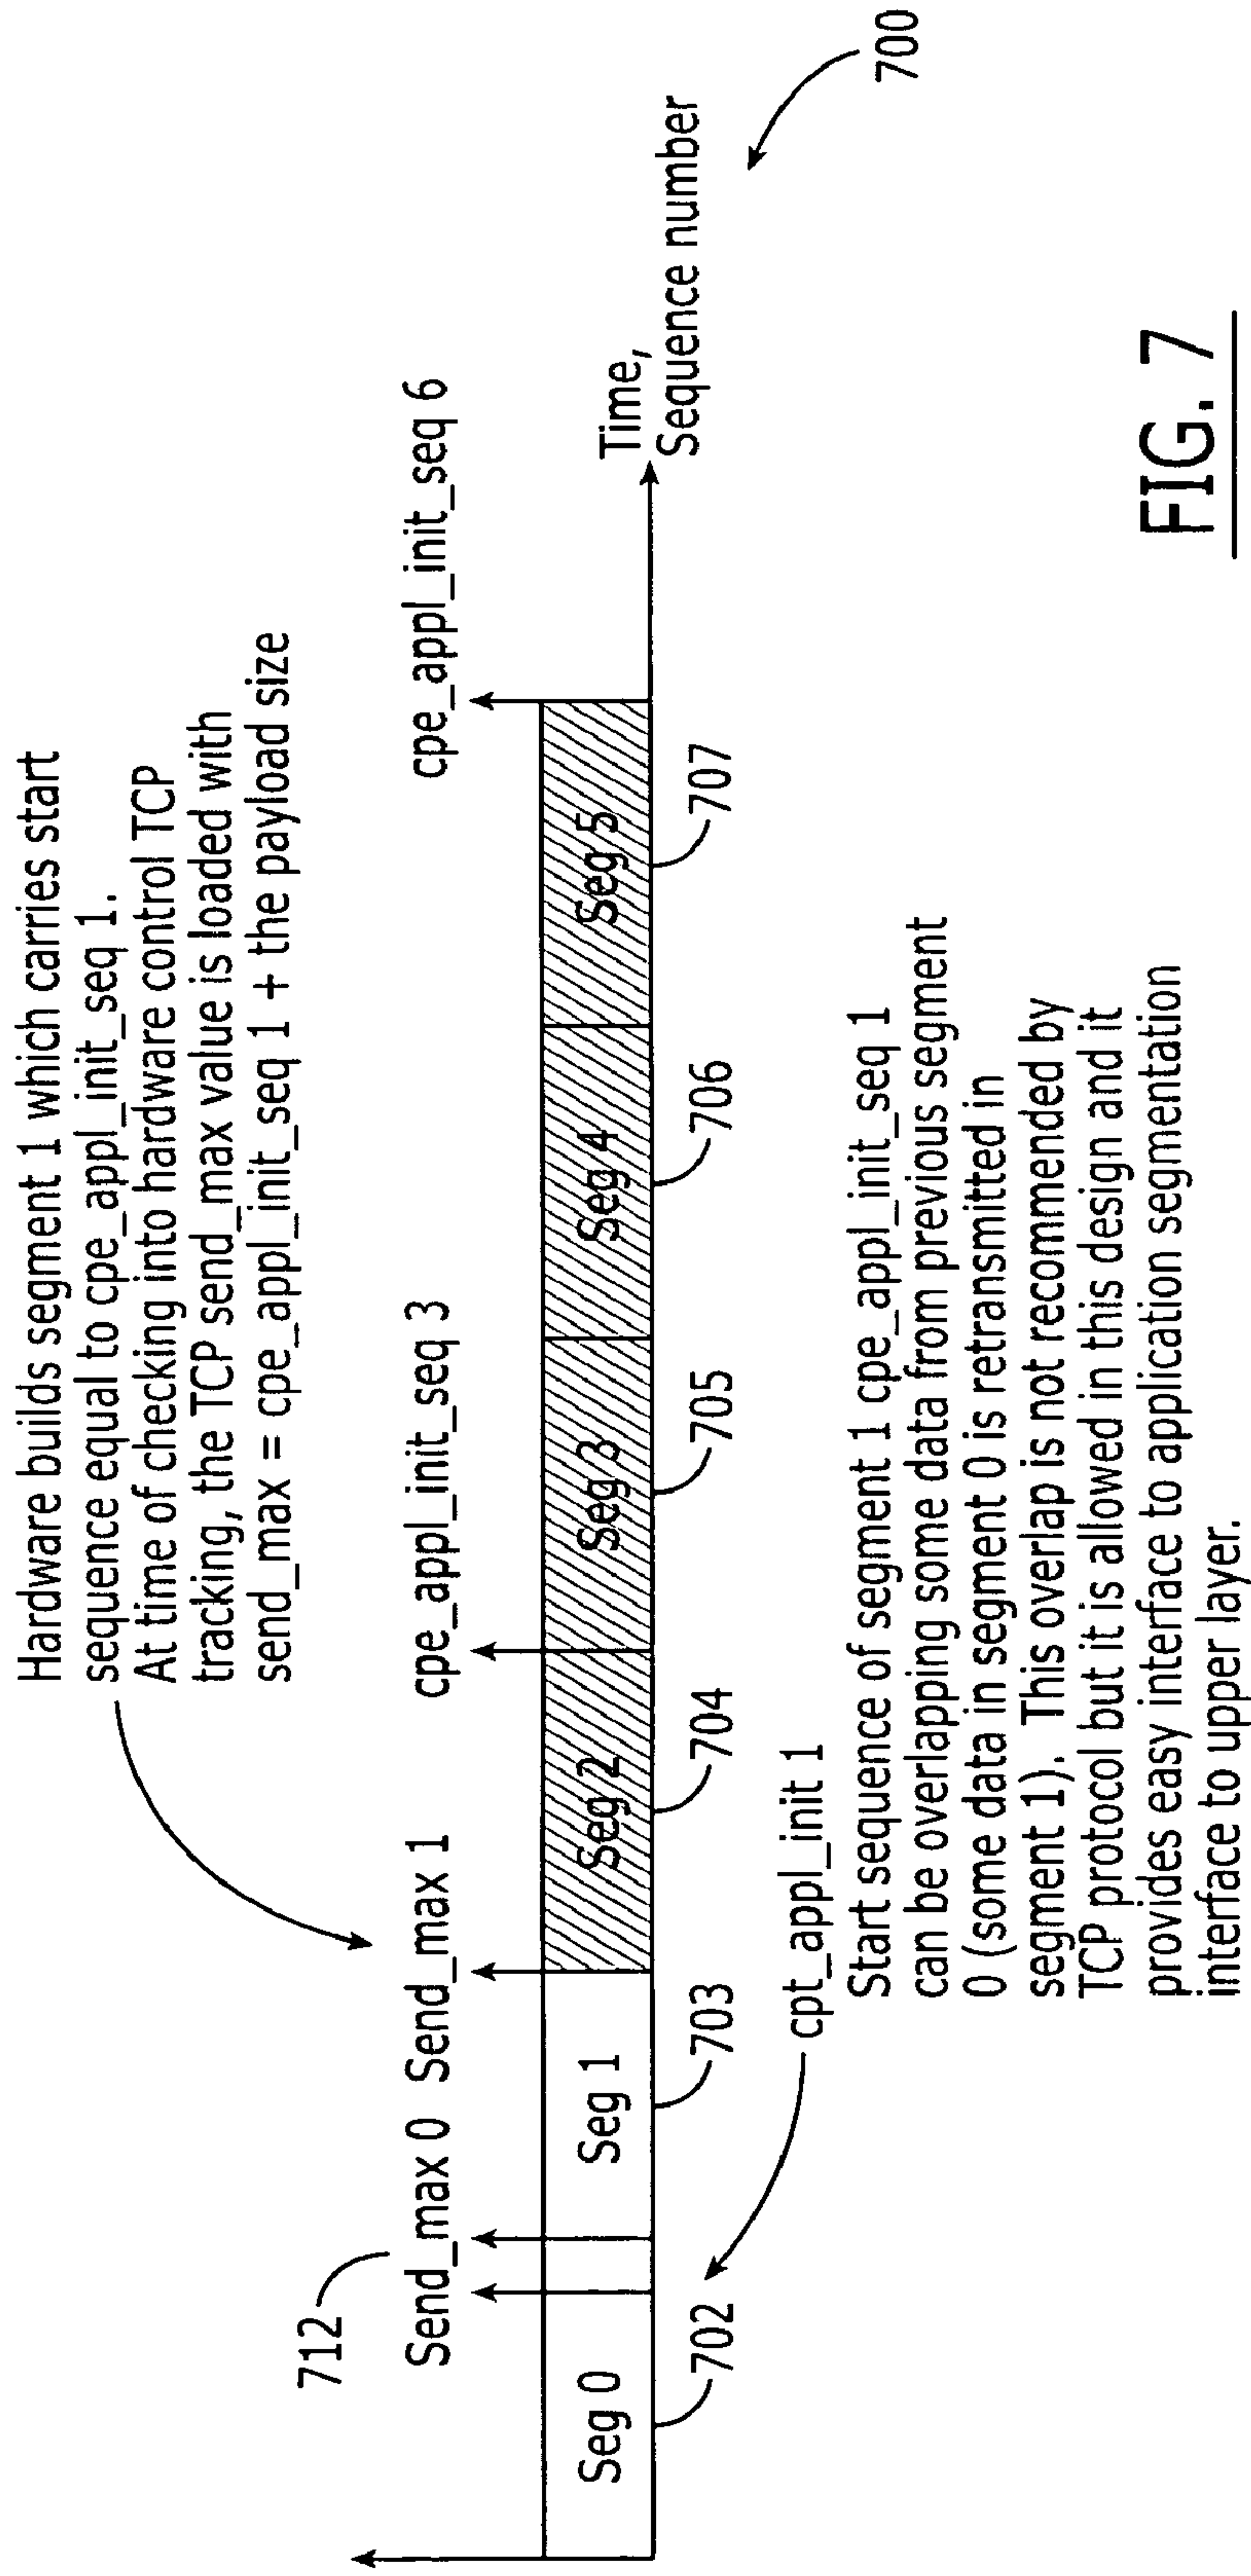 Hardware builds segment 1 which carries start
sequence equal to cpe_appl_init_seq 1.
At time of checking into hardware control TCP
tracking, the TCP send_max value is loaded with
send_max = cpe_appl_init_seq 1 + the payload size
712
Send_max 0
Send_max 1
cpe_appl_init_seq 3
cpe_appl_init_seq 6
Seg 0
Seg 1
Seg 2
Seg 3
Seg 4
Seg 5
Time,
Sequence number
702
703
704
705
706
707
700
cpt_appl_init 1
Start sequence of segment 1 cpe_appl_init_seq 1
can be overlapping some data from previous segment
0 (some data in segment 0 is retransmitted in
segment 1). This overlap is not recommended by
TCP protocol but it is allowed in this design and it
provides easy interface to application segmentation
interface to upper layer.
FIG. 7